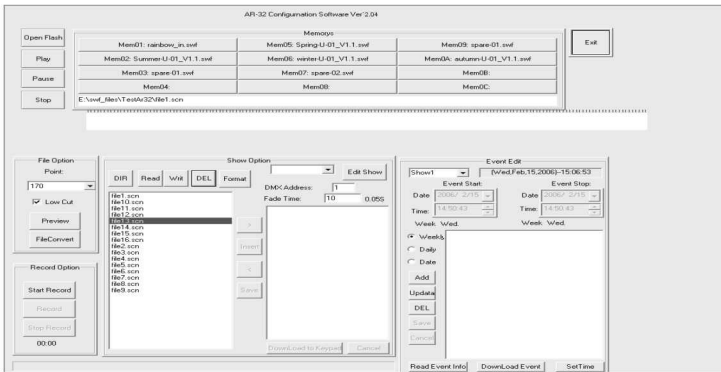 ARI-32 Configurnation Software Ver'2.04
Open Flash
Play
Pause
Stop
Memorys
Mem01: rainbow_in.swf
Mem05: Spring-U-01_V1.1.swf
Mem09: spare-01.swf
Mem02: Summer-U-01_V1.1.swf
Mem06: winter-U-01_V1.1.swf
Mem0A: autumn-U-01_V1.1.swf
Mem03: spare-01.swf
Mem07: spare-02.swf
Mem0B:
Mem04:
Mem08:
Mem0C:
E:\swf_files\TestAr32\file1.scn
Exit
File Option
Point:
170
Low Cut
Preview
FileConvert
Record Option
Start Record
Record
Stop Record
00:00
Show Option
DIR
Read
Writ
DEL
Format
Edit Show
DMX Address:
1
Fade Time:
10
0.05S
file1.scn
file10.scn
file11.scn
file12.scn
file13.scn
file14.scn
file15.scn
file16.scn
file2.scn
file3.scn
file4.scn
file5.scn
file6.scn
file7.scn
file8.scn
file9.scn
>
Insert
<
Save
DownLoad to Keypad
Cancel
Event Edit
Show1
(Wed,Feb,15,2006)--15:06:53
Event Start:
Event Stop:
Date
2006/ 2/15
Date
2006/ 2/15
Time:
14:50:43
Time:
14:50:43
Week
Wed.
Week
Wed.
Weekly
Daily
Date
Add
Updata
DEL
Save
Cancel
Read Event Info
DownLoad Event
SetTime